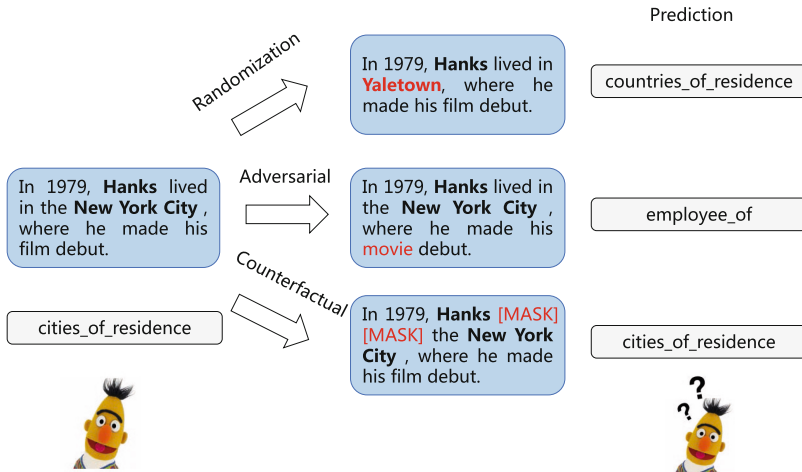 Prediction
Randomization
In 1979, Hanks lived in
Yaletown, where he
made his film debut.
countries_of_residence
In 1979, Hanks lived
in the New York City ,
where he made his
film debut.
Adversarial
In 1979, Hanks lived in
the New York City ,
where he made his
movie debut.
employee_of
cities_of_residence
Counterfactual
In 1979, Hanks [MASK]
[MASK] the New York
City , where he made
his film debut.
cities_of_residence
? ?